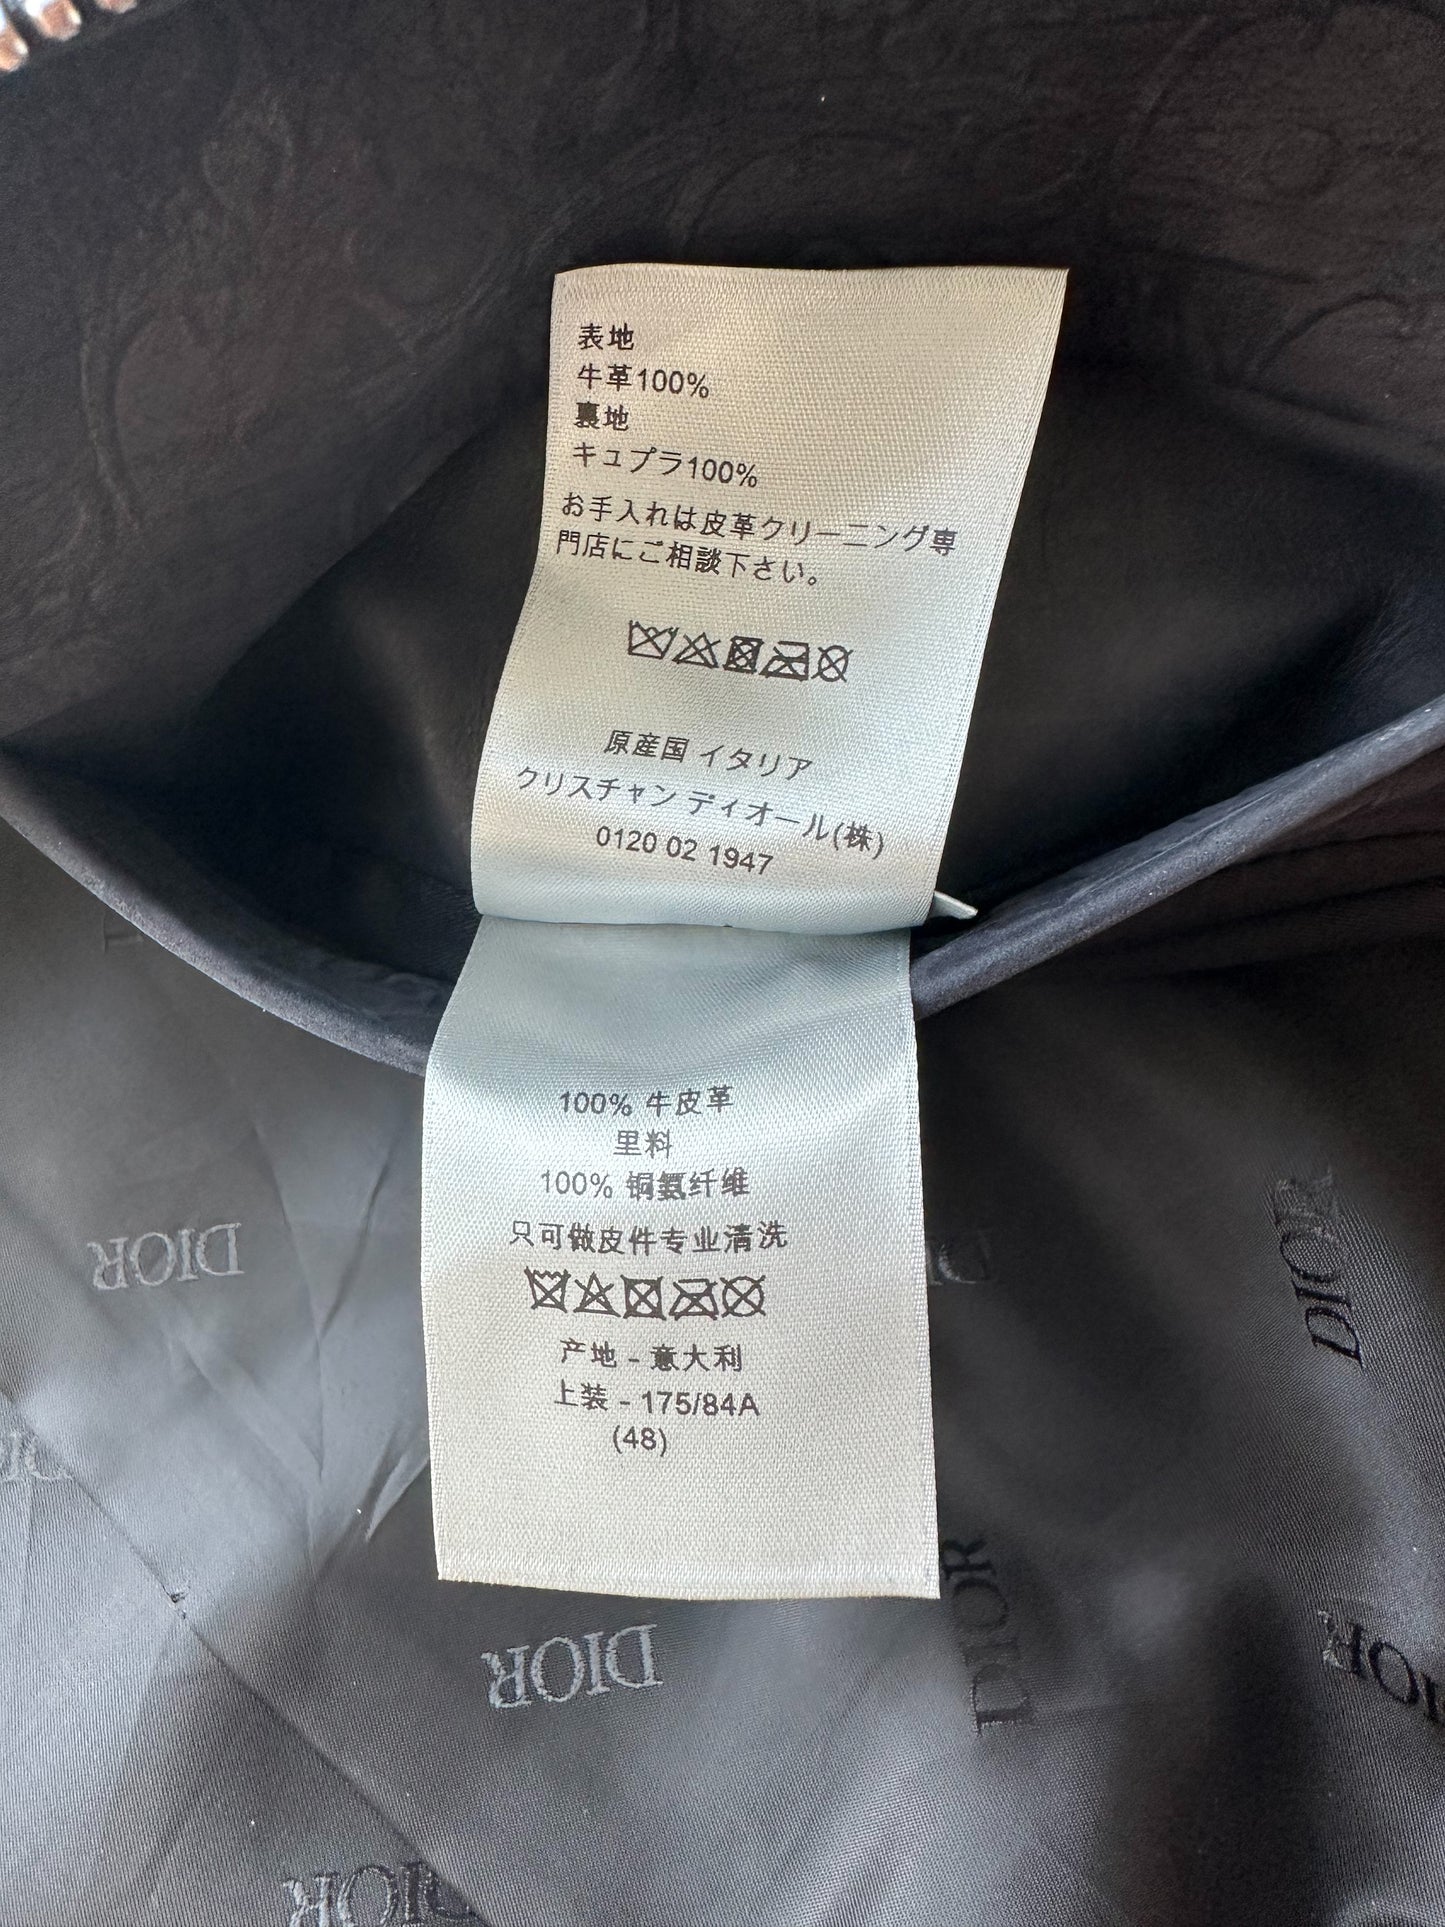 表地
牛革100%
裏地
キュプラ100%
お手入れは皮革クリーニング専
門店にご相談下さい。
原産国 イタリア
クリスチャン ディオール(株)
0120 02 1947
100% 牛皮革
里料
100% 铜氨纤维
只可做皮件专业清洗
产地 - 意大利
上装 - 175/84A
(48)
DIOR
DIOR
DIOR
DIOR
DIOR
DIOR
DIOR